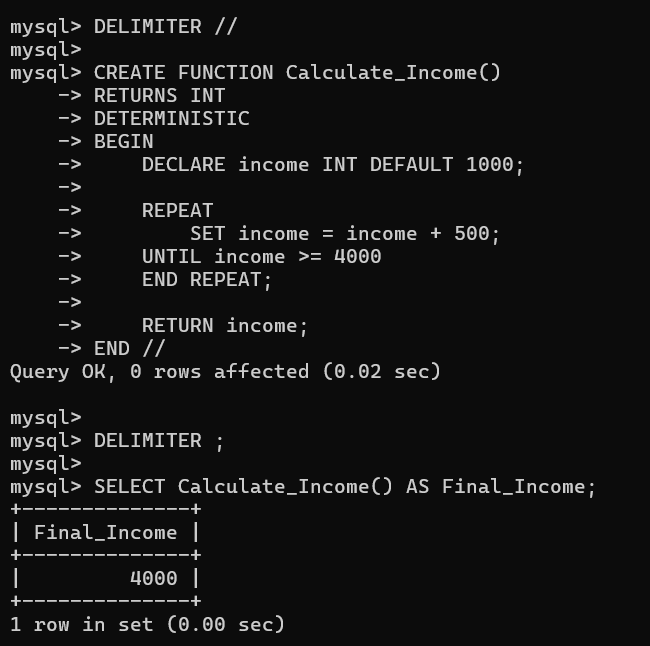 mysql> DELIMITER //
mysql>
mysql> CREATE FUNCTION Calculate_Income()
    -> RETURNS INT
    -> DETERMINISTIC
    -> BEGIN
    ->     DECLARE income INT DEFAULT 1000;
    ->
    ->     REPEAT
    ->         SET income = income + 500;
    ->     UNTIL income >= 4000
    ->     END REPEAT;
    ->
    ->     RETURN income;
    -> END //
Query OK, 0 rows affected (0.02 sec)

mysql>
mysql> DELIMITER ;
mysql>
mysql> SELECT Calculate_Income() AS Final_Income;
+--------------+
| Final_Income |
+--------------+
|         4000 |
+--------------+
1 row in set (0.00 sec)